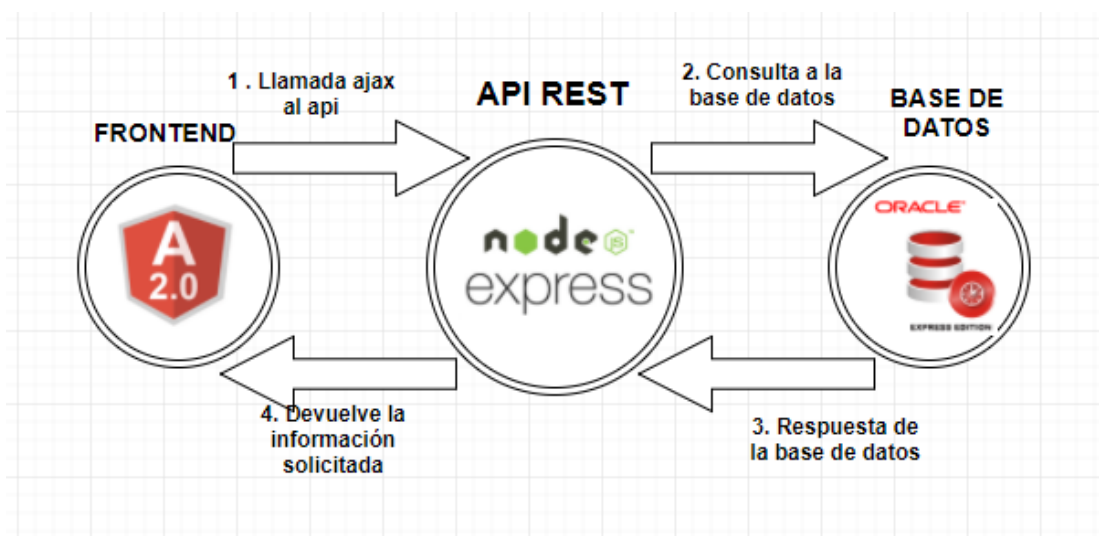 1 . Llamada ajax
al api
API REST
2. Consulta a la
base de datos
BASE DE
DATOS
FRONTEND
A
2.0
node
JS
express
ORACLE
EXPRESS EDITION
4. Devuelve la
información
solicitada
3. Respuesta de
la base de datos